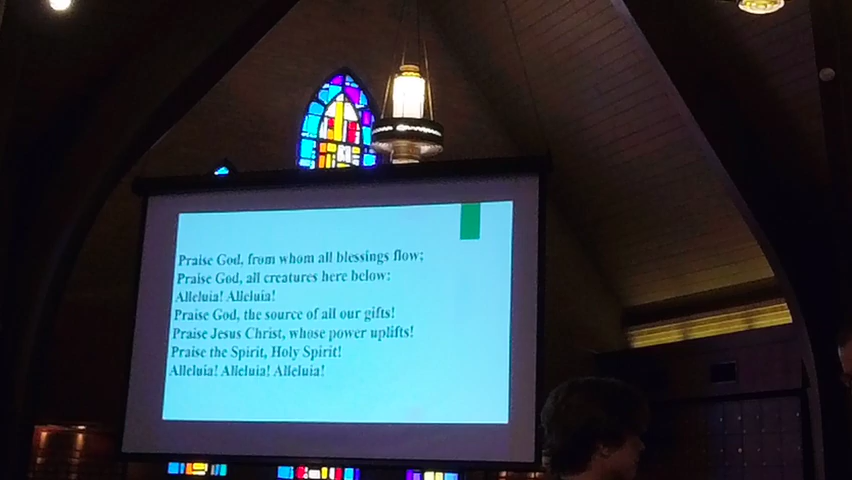 Praise God, from whom all blessings flow;
Praise God, all creatures here below:
Alleluia! Alleluia!
Praise God, the source of all our gifts!
Praise Jesus Christ, whose power uplifts!
Praise the Spirit, Holy Spirit!
Alleluia! Alleluia! Alleluia!